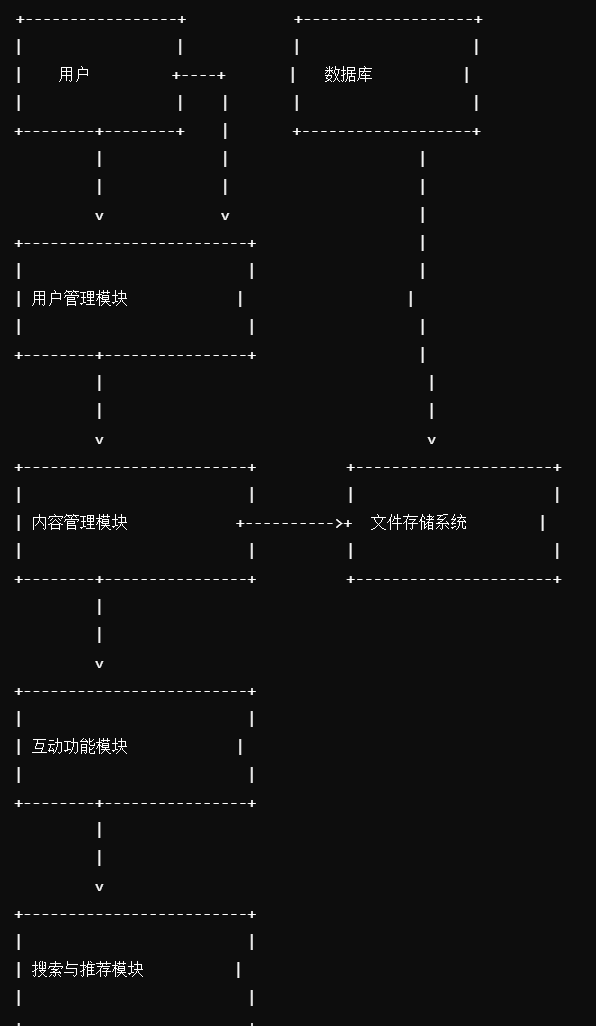 用户
数据库
用户管理模块
内容管理模块
文件存储系统
互动功能模块
搜索与推荐模块